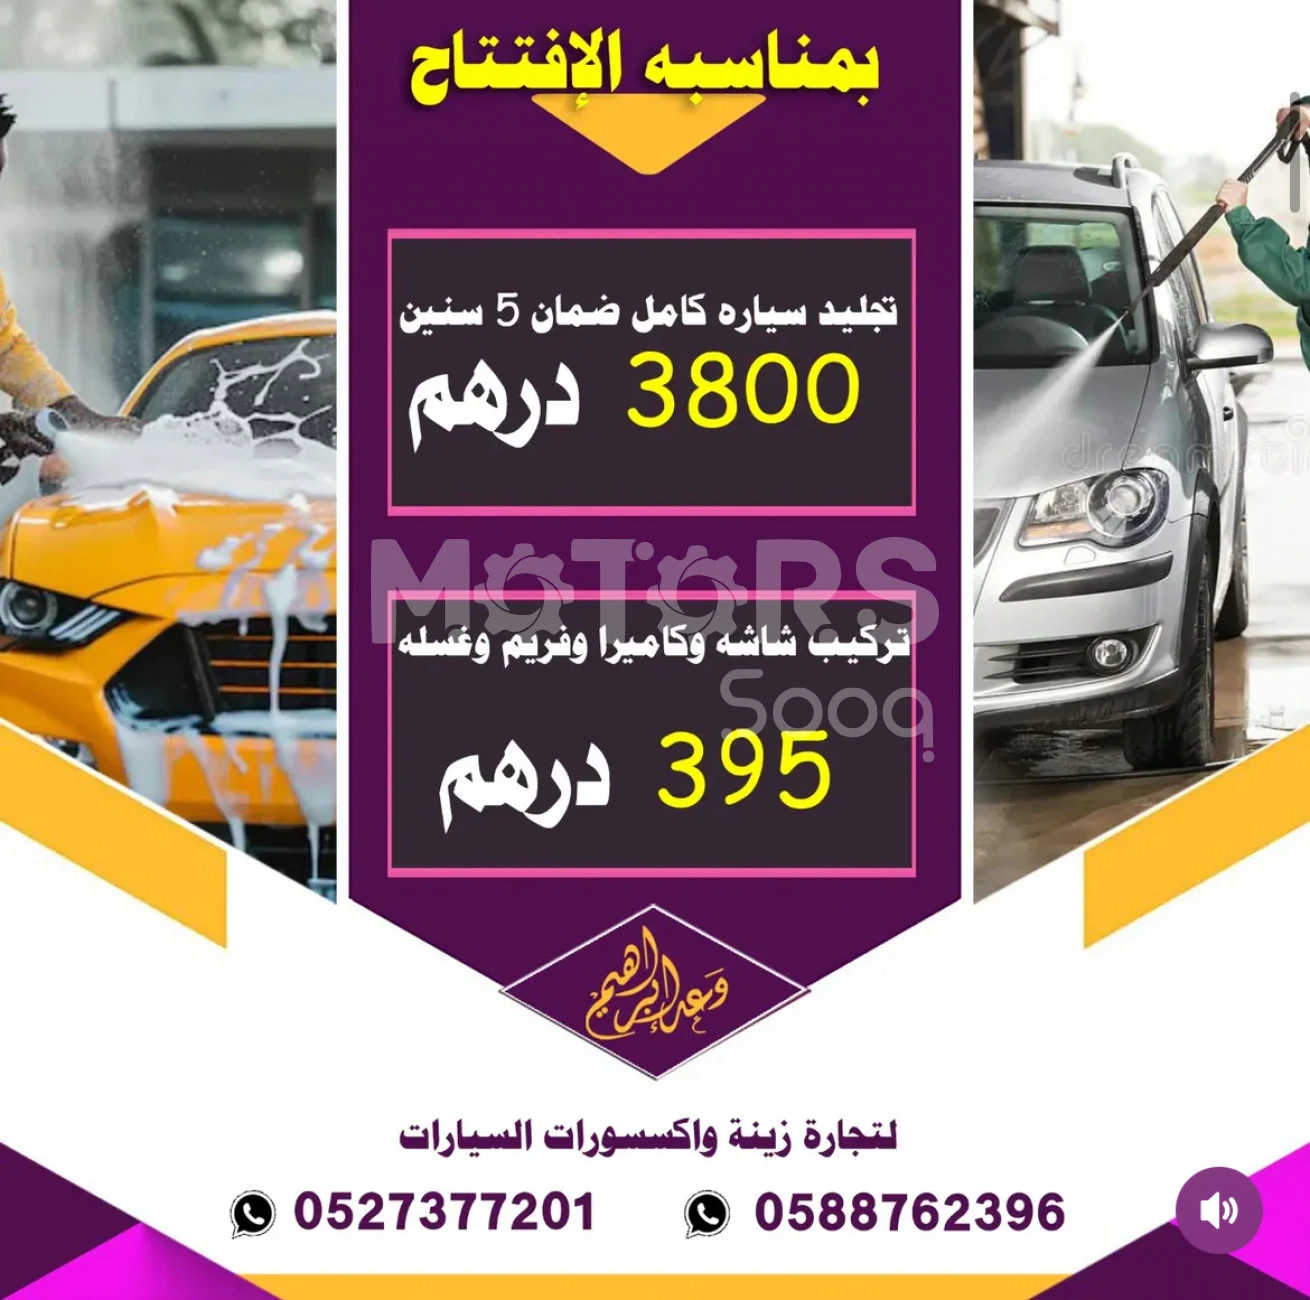 بمناسبه الإفتتاح
تجليد سياره كامل ضمان 5 سنين
3800 درهم
MOTORS
تركيب شاشه وكاميرا وفريم وغسله
Sooq
395 درهم
وعد إبراهيم
لتجارة زينة واكسسورات السيارات
0527377201
0588762396